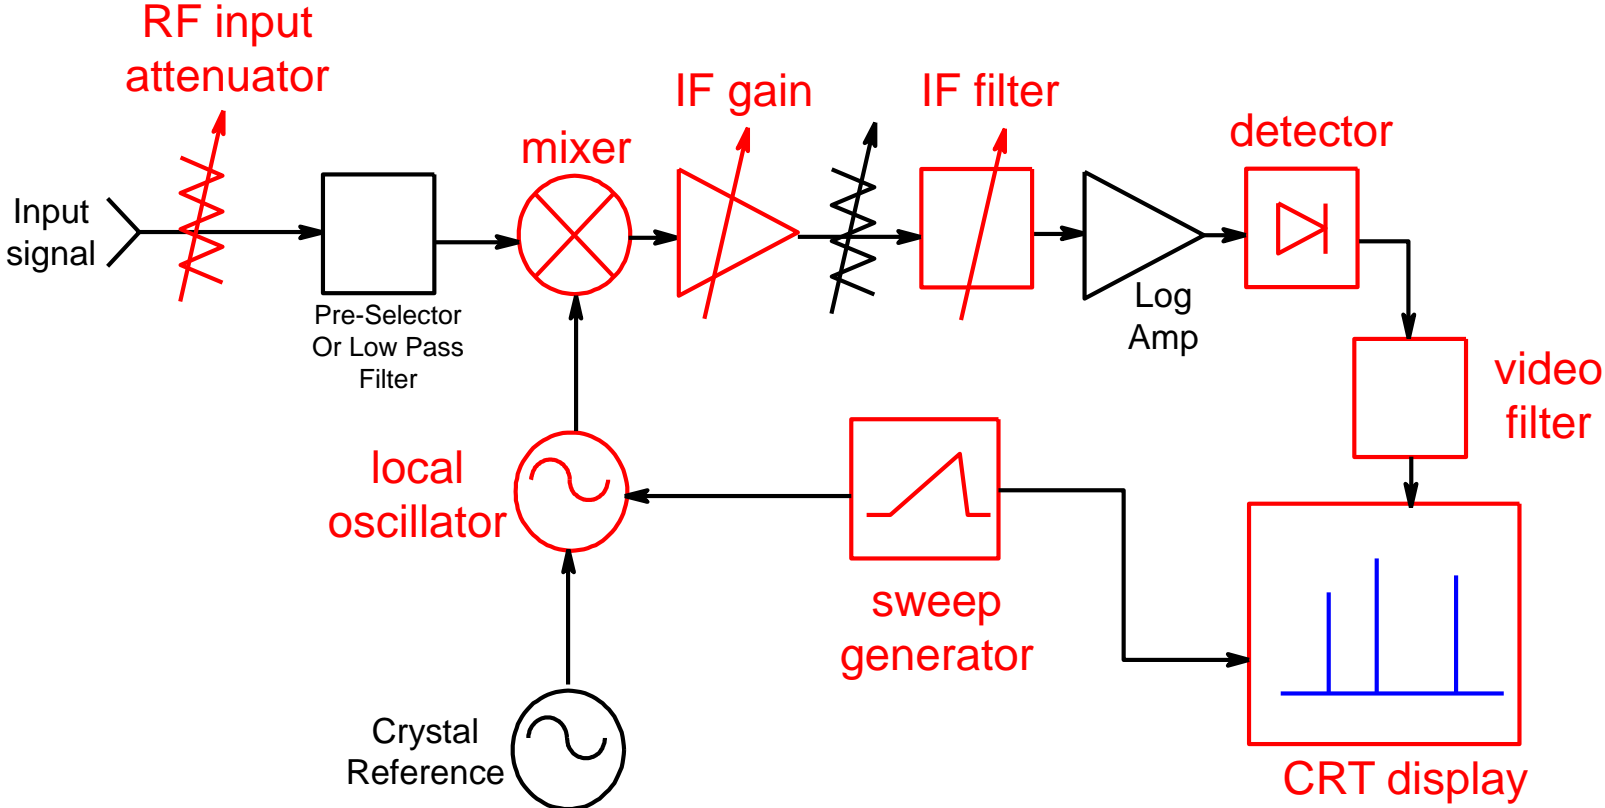 RF input
attenuator
Input
signal
Pre-Selector
Or Low Pass
Filter
mixer
IF gain
IF filter
Log
Amp
detector
video
filter
local
oscillator
sweep
generator
Crystal
Reference
CRT display